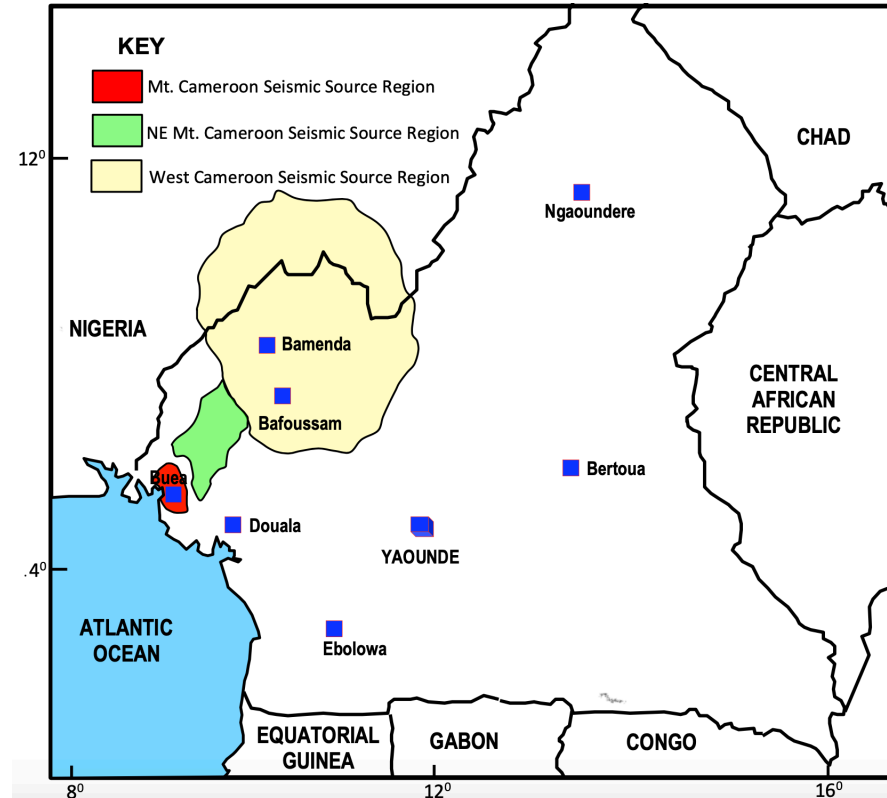 KEY
Mt. Cameroon Seismic Source Region
NE Mt. Cameroon Seismic Source Region
West Cameroon Seismic Source Region
CHAD
12⁰
Ngaoundere
NIGERIA
Bamenda
CENTRAL
AFRICAN
REPUBLIC
Bafoussam
Buea
Bertoua
Douala
YAOUNDE
.4⁰
ATLANTIC
OCEAN
Ebolowa
EQUATORIAL
GUINEA
GABON
CONGO
8⁰
12⁰
16⁰